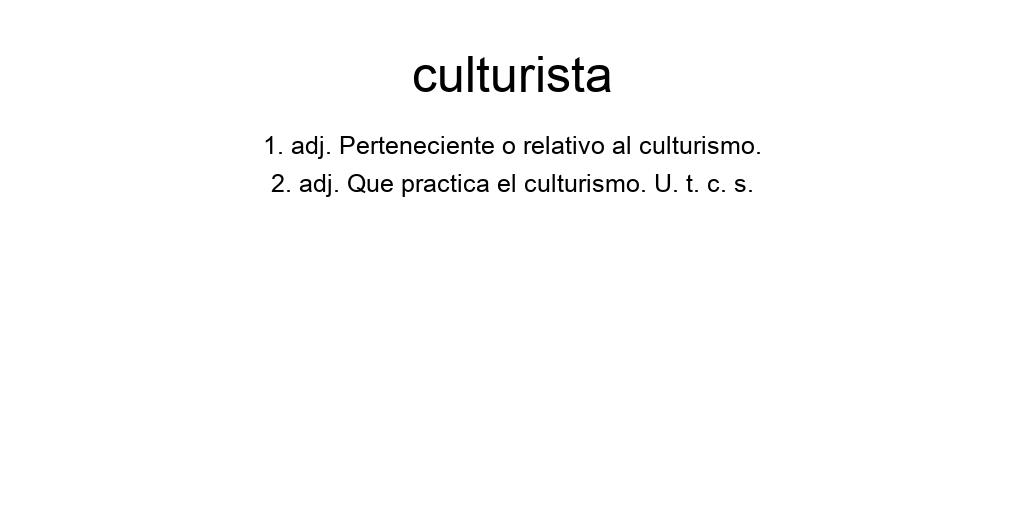 culturista
1. adj. Perteneciente o relativo al culturismo.
2. adj. Que practica el culturismo. U. t. c. s.